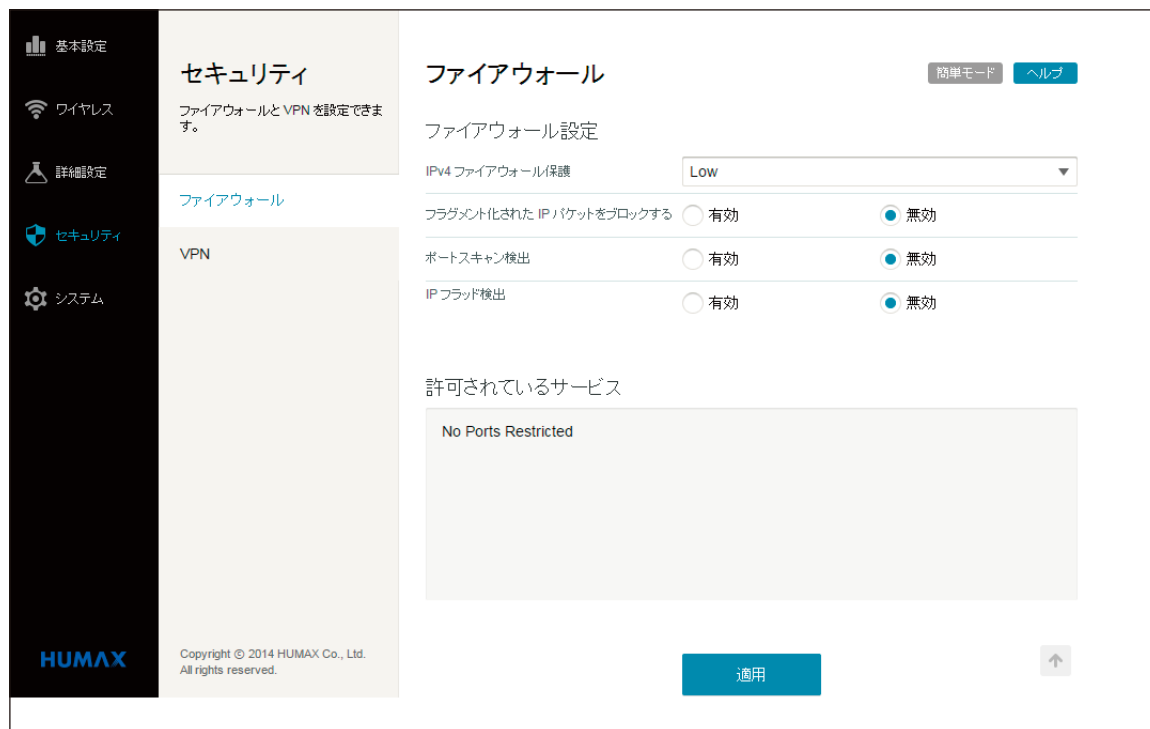 基本設定
ワイヤレス
詳細設定
セキュリティ
システム
HUMAX
セキュリティ
ファイアウォールと VPN を設定できま
す。
ファイアウォール
VPN
Copyright © 2014 HUMAX Co., Ltd.
All rights reserved.
ファイアウォール
簡単モード
ヘルプ
ファイアウォール設定
IPv4 ファイアウォール保護
Low
フラグメント化された IP パケットをブロックする
有効
無効
ポートスキャン検出
有効
無効
IP フラッド検出
有効
無効
許可されているサービス
No Ports Restricted
適用